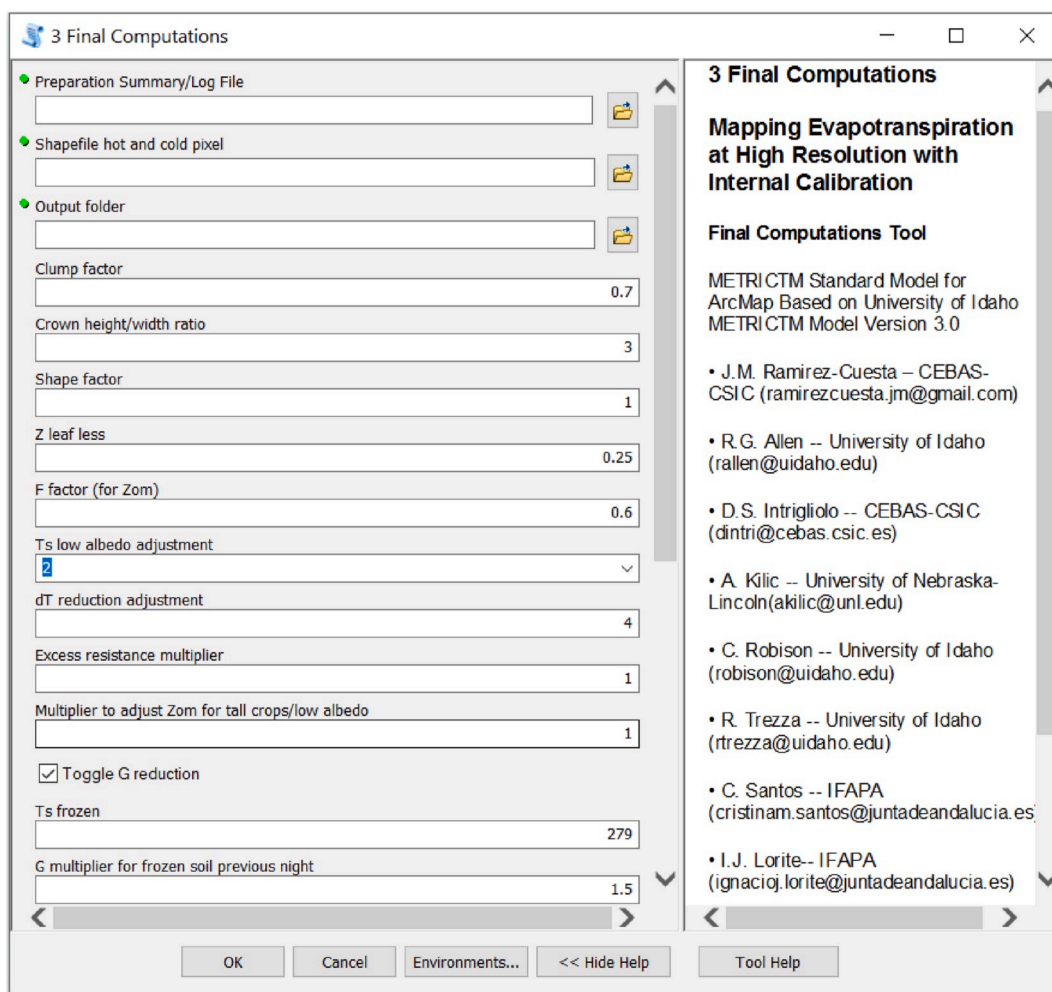 3 Final Computations
Preparation Summary/Log File
Shapefile hot and cold pixel
Output folder
Clump factor
0.7
Crown height/width ratio
3
Shape factor
1
Z leaf less
0.25
F factor (for Zom)
0.6
Ts low albedo adjustment
2
dT reduction adjustment
4
Excess resistance multiplier
1
Multiplier to adjust Zom for tall crops/low albedo
1
Toggle G reduction
Ts frozen
279
G multiplier for frozen soil previous night
1.5
3 Final Computations
Mapping Evapotranspiration
at High Resolution with
Internal Calibration
Final Computations Tool
METRICTM Standard Model for
ArcMap Based on University of Idaho
METRICTM Model Version 3.0
• J.M. Ramirez-Cuesta – CEBAS-
CSIC (ramirezcuesta.jm@gmail.com)
• R.G. Allen -- University of Idaho
(rallen@uidaho.edu)
• D.S. Intrigliolo -- CEBAS-CSIC
(dintri@cebas.csic.es)
• A. Kilic -- University of Nebraska-
Lincoln(akilic@unl.edu)
• C. Robison -- University of Idaho
(robison@uidaho.edu)
• R. Trezza -- University of Idaho
(rtrezza@uidaho.edu)
• C. Santos -- IFAPA
(cristinam.santos@juntadeandalucia.es)
• I.J. Lorite-- IFAPA
(ignacioj.lorite@juntadeandalucia.es)
OK
Cancel
Environments...
<< Hide Help
Tool Help